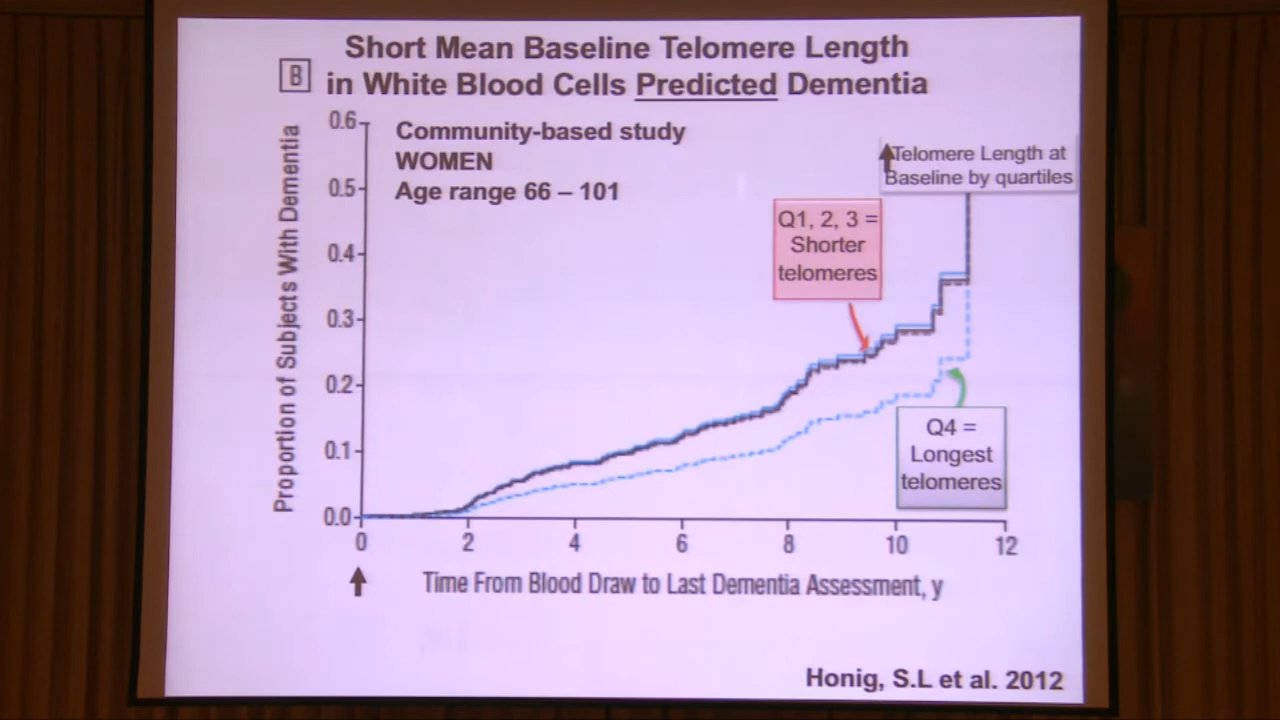 Short Mean Baseline Telomere Length
B
in White Blood Cells Predicted Dementia
Proportion of Subjects With Dementia
0.6
0.5
0.4
0.3
0.2
0.1
0.0
Community-based study
WOMEN
Age range 66 – 101
Telomere Length at
Baseline by quartiles
Q1, 2, 3 =
Shorter
telomeres
Q4 =
Longest
telomeres
0 2 4 6 8 10 12
Time From Blood Draw to Last Dementia Assessment, y
Honig, S.L et al. 2012